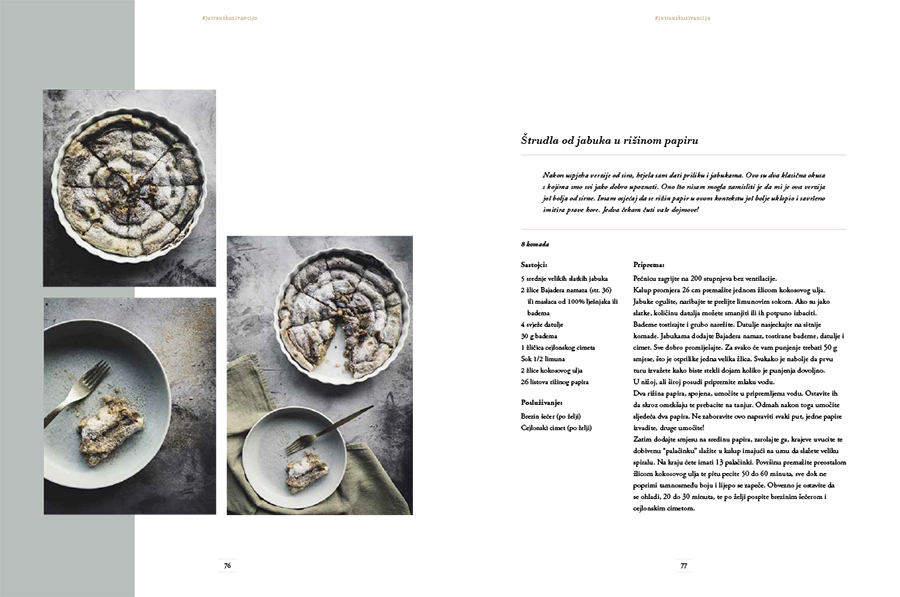 #jutranskouzivancija
#jutranskouzivancija
Štrudla od jabuka u rižinom papiru
Nakon uspjeha verzije od sira, htjela sam dati priliku i jabukama. Ovo su dva klasična okusa
s kojima smo svi jako dobro upoznati. Ono što nisam mogla zamisliti je da mi je ova verzija
još bolja od sirne. Imam osjećaj da se rižin papir u ovom kontekstu još bolje uklopio i savršeno
imitira prave kore. Jedva čekam čuti vaše dojmove!
8 komada
Sastojci:
5 srednje velikih slatkih jabuka
2 žlice Bajadera namaza (str. 36)
ili maslaca od 100% lješnjaka ili
badema
4 svježe datulje
30 g badema
1 žličica cejlonskog cimeta
Sok 1/2 limuna
2 žlice kokosovog ulja
26 listova rižinog papira
Posluživanje:
Brezin šećer (po želji)
Cejlonski cimet (po želji)
Priprema:
Pećnicu zagrijte na 200 stupnjeva bez ventilacije.
Kalup promjera 26 cm premažite jednom žlicom kokosovog ulja.
Jabuke ogulite, naribajte te prelijte limunovim sokom. Ako su jako
slatke, količinu datulja možete smanjiti ili ih potpuno izbaciti.
Bademe tostirajte i grubo narežite. Datulje nasjeckajte na sitnije
komade. Jabukama dodajte Bajadera namaz, tostirane bademe, datulje i
cimet. Sve dobro promiješajte. Za svako će vam punjenje trebati 50 g
smjese, što je otprilike jedna velika žlica. Svakako je nabolje da prvu
turu izvažete kako biste stekli dojam koliko je punjenja dovoljno.
U nižoj, ali široj posudi pripremite mlaku vodu.
Dva rižina papira, spojena, umočite u pripremljenu vodu. Ostavite ih
da skroz omekšaju te prebacite na tanjur. Odmah nakon toga umočite
sljedeća dva papira. Ne zaboravite ovo napraviti svaki put, jedne papire
izvadite, druge umočite!
Zatim dodajte smjesu na sredinu papira, zarolajte ga, krajeve uvucite te
dobivenu “palačinku” slažite u kalup imajući na umu da slažete veliku
spiralu. Na kraju ćete imati 13 palačinki. Površinu premažite preostalom
žlicom kokosovog ulja te pitu pecite 50 do 60 minuta, sve dok ne
poprimi tamnosmeđu boju i lijepo se zapeče. Obvezno je ostavite da
se ohladi, 20 do 30 minuta, te po želji pospite brezinim šećerom i
cejlonskim cimetom.
76
77